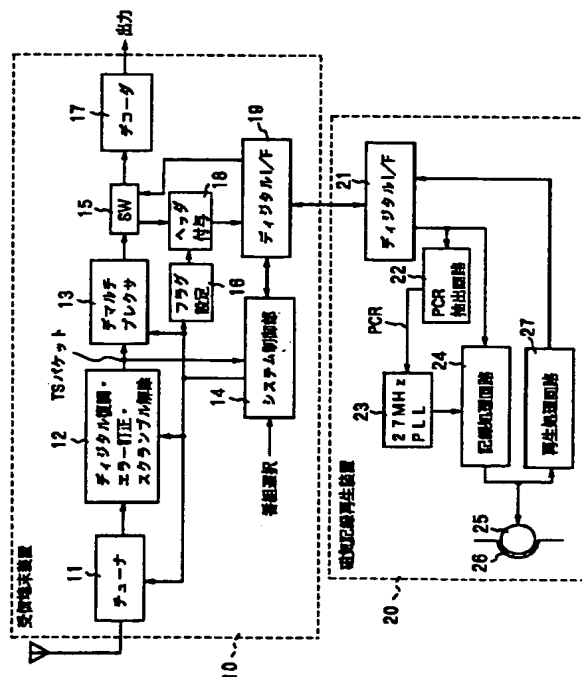 受信端末装置
10
11
チューナ
12
ディジタル復調・
エラー訂正・
スクランブル解除
TSパケット
13
デマルチ
プレクサ
15
SW
17
デコーダ
出力
14
システム制御部
番組選択
16
フラグ
設定
18
ヘッダ
付与
19
ディジタルI/F
磁気記録再生装置
20
21
ディジタルI/F
22
PCR
抽出回路
PCR
23
27MHz
PLL
24
記録処理回路
25
26
27
再生処理回路